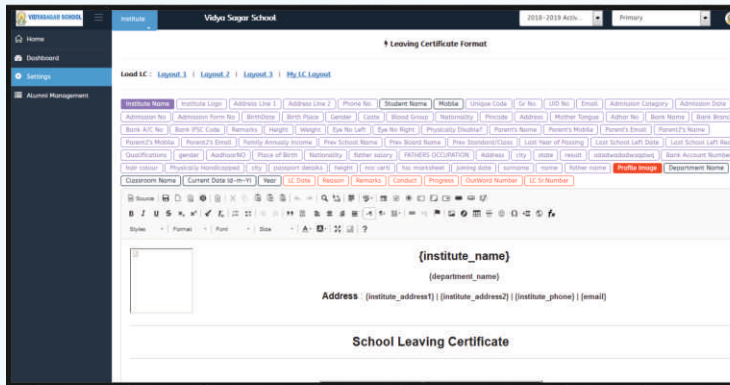 VIDYASAGAR SCHOOL
Institute
Vidya Sagar School
2018-2019 Activ...
Primary
Home
Dashboard
Settings
Alumni Management
Leaving Certificate Format
Load LC : Layout 1 | Layout 2 | Layout 3 | My LC Layout
Institute Name Institute Logo Address Line 1 Address Line 2 Phone No Student Name Mobile Unique Code Gr No UID No Email Admission Category Admission Date
Admission No Admission Form No BirthDate Birth Place Gender Caste Blood Group Nationality Pincode Address Mother Tongue Adhar No Bank Name Bank Branc
Bank A/C No Bank IFSC Code Remarks Height Weight Eye No Left Eye No Right Physically Disable? Parent's Name Parent's Mobile Parent's Email Parent2's Name
Parent2's Mobile Parent2's Email Family Annualy Income Prev School Name Prev Board Name Prev Standard/Class Last Year of Passing Last School Left Date Last School Left Rea
Qualifications gender AadhaarNO Place of Birth Nationality father salary FATHERS OCCUPATION Address city state result Bank Account Number
hair colour Physically Handicapped city passport details height noc certi hsc marksheet joining date surname name father name Profile Image Department Name
Classroom Name Current Date (d-m-Y) Year LC Date Reason Remarks Conduct Progress OutWord Number LC Sr.Number
Source
B I U S x₂ x² Iₓ
Styles Format Font Size A A ?
{institute_name}
{department_name}
Address : {institute_address1} | {institute_address2} | {institute_phone} | {email}
School Leaving Certificate